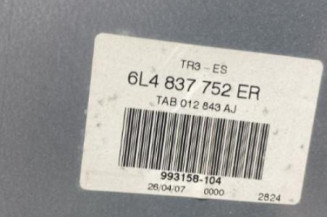 TR3 - ES
6L4 837 752 ER
TAB 012 843 AJ
993158-104
26/04/07 0000 2824